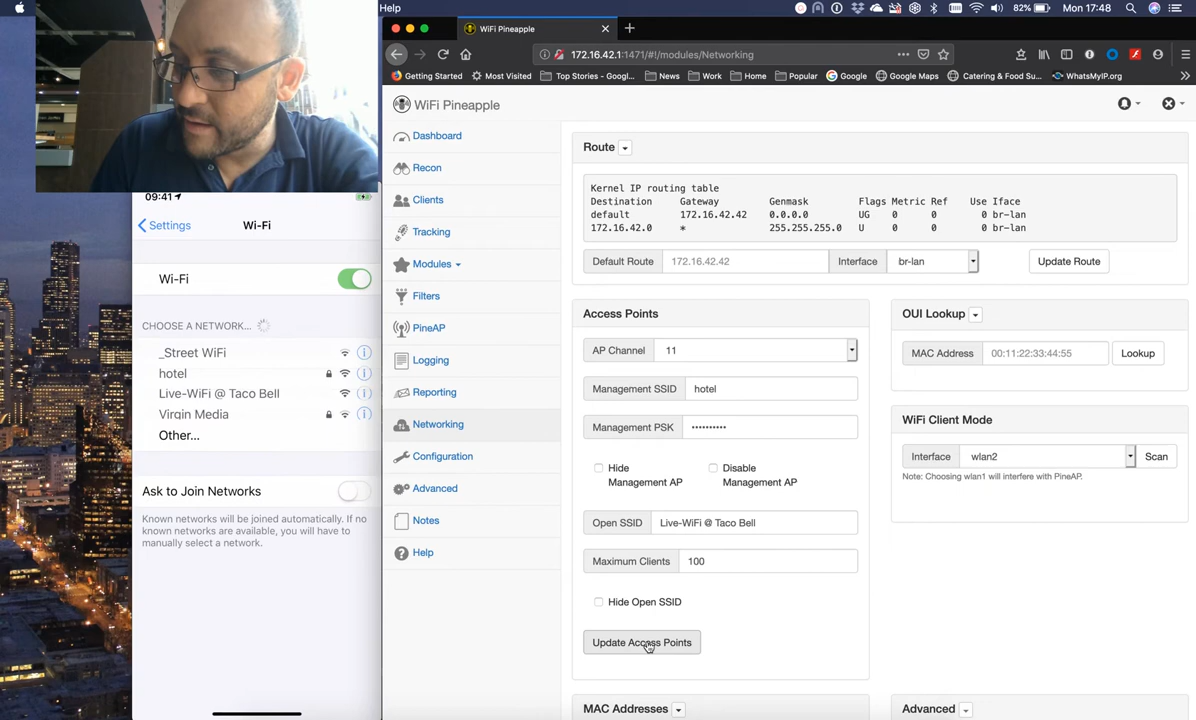 Help
82%
Mon 17:48
WiFi Pineapple
172.16.42.1:1471/#!/modules/Networking
Getting Started
Most Visited
Top Stories - Googl...
News
Work
Home
Popular
Google
Google Maps
Catering & Food Su...
WhatsMyIP.org
WiFi Pineapple
Dashboard
Recon
Clients
Tracking
Modules
Filters
PineAP
Logging
Reporting
Networking
Configuration
Advanced
Notes
Help
Route
Kernel IP routing table
Destination Gateway Genmask Flags Metric Ref Use Iface
default 172.16.42.42 0.0.0.0 UG 0 0 0 br-lan
172.16.42.0 * 255.255.255.0 U 0 0 0 br-lan
Default Route 172.16.42.42 Interface br-lan Update Route
Access Points
AP Channel 11
Management SSID hotel
Management PSK ••••••••••
Hide Management AP
Disable Management AP
Open SSID Live-WiFi @ Taco Bell
Maximum Clients 100
Hide Open SSID
Update Access Points
MAC Addresses
OUI Lookup
MAC Address 00:11:22:33:44:55 Lookup
WiFi Client Mode
Interface wlan2 Scan
Note: Choosing wlan1 will interfere with PineAP.
Advanced
09:41
Settings
Wi-Fi
Wi-Fi
CHOOSE A NETWORK...
_Street WiFi
hotel
Live-WiFi @ Taco Bell
Virgin Media
Other...
Ask to Join Networks
Known networks will be joined automatically. If no
known networks are available, you will have to
manually select a network.